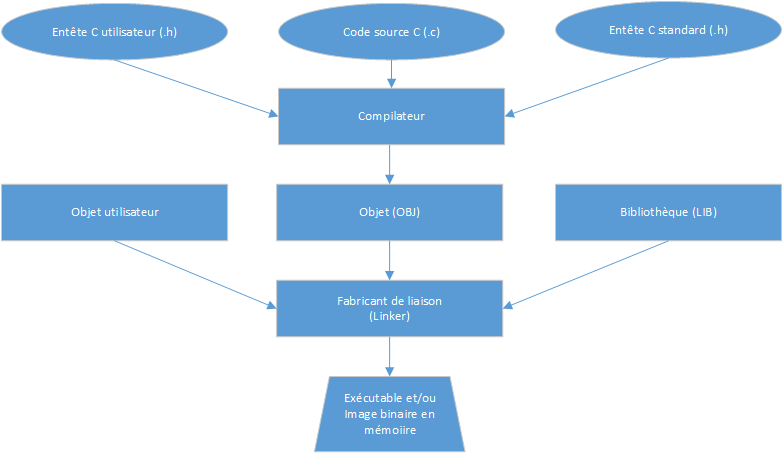 Entête C utilisateur (.h)
Code source C (.c)
Entête C standard (.h)
Compilateur
Objet utilisateur
Objet (OBJ)
Bibliothèque (LIB)
Fabricant de liaison
(Linker)
Exécutable et/ou
Image binaire en
mémoiire